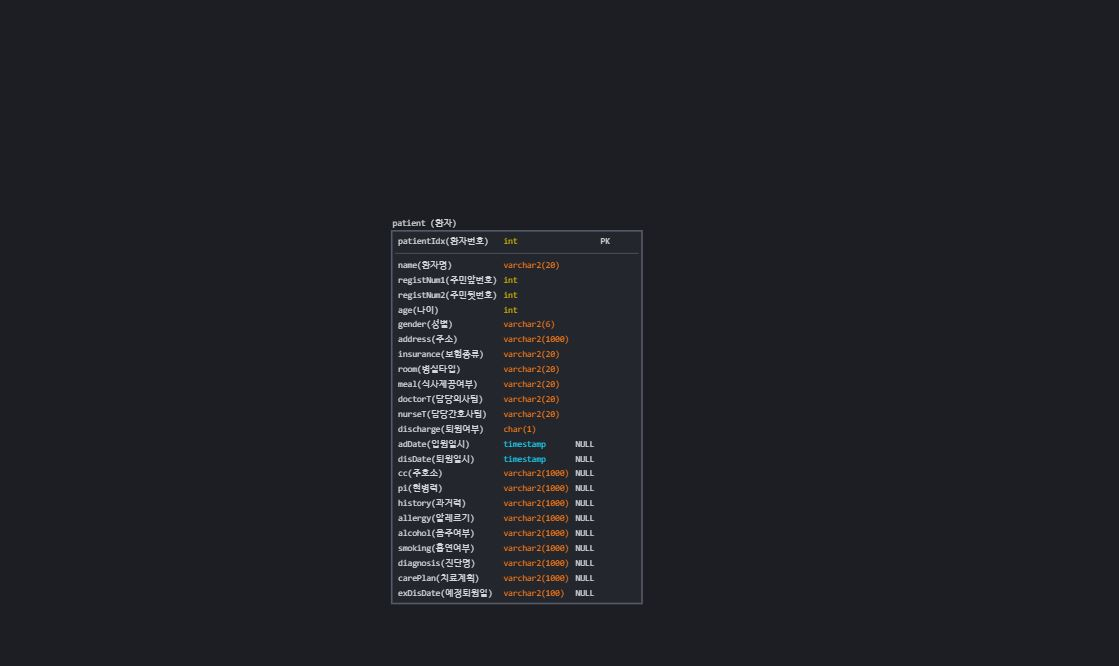 patient (환자)
patientIdx(환자번호) int PK
name(환자명) varchar2(20)
registNum1(주민앞번호) int
registNum2(주민뒷번호) int
age(나이) int
gender(성별) varchar2(6)
address(주소) varchar2(1000)
insurance(보험종류) varchar2(20)
room(병실타입) varchar2(20)
meal(식사제공여부) varchar2(20)
doctorT(담당의사팀) varchar2(20)
nurseT(담당간호사팀) varchar2(20)
discharge(퇴원여부) char(1)
adDate(입원일시) timestamp NULL
disDate(퇴원일시) timestamp NULL
cc(주호소) varchar2(1000) NULL
pi(현병력) varchar2(1000) NULL
history(과거력) varchar2(1000) NULL
allergy(알레르기) varchar2(1000) NULL
alcohol(음주여부) varchar2(1000) NULL
smoking(흡연여부) varchar2(1000) NULL
diagnosis(진단명) varchar2(1000) NULL
carePlan(치료계획) varchar2(1000) NULL
exDisDate(예정퇴원일) varchar2(100) NULL